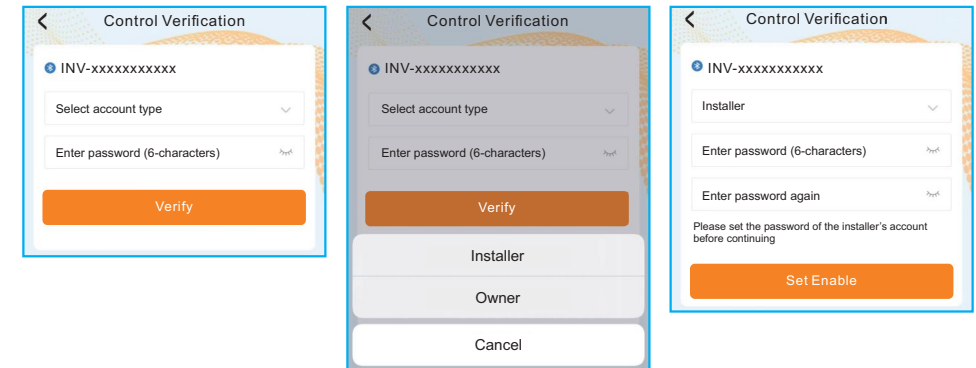 Control Verification
INV-xxxxxxxxxxx
Select account type
Enter password (6-characters)
Verify
Control Verification
INV-xxxxxxxxxxx
Select account type
Enter password (6-characters)
Verify
Installer
Owner
Cancel
Control Verification
INV-xxxxxxxxxxx
Installer
Enter password (6-characters)
Enter password again
Please set the password of the installer's account
before continuing
Set Enable